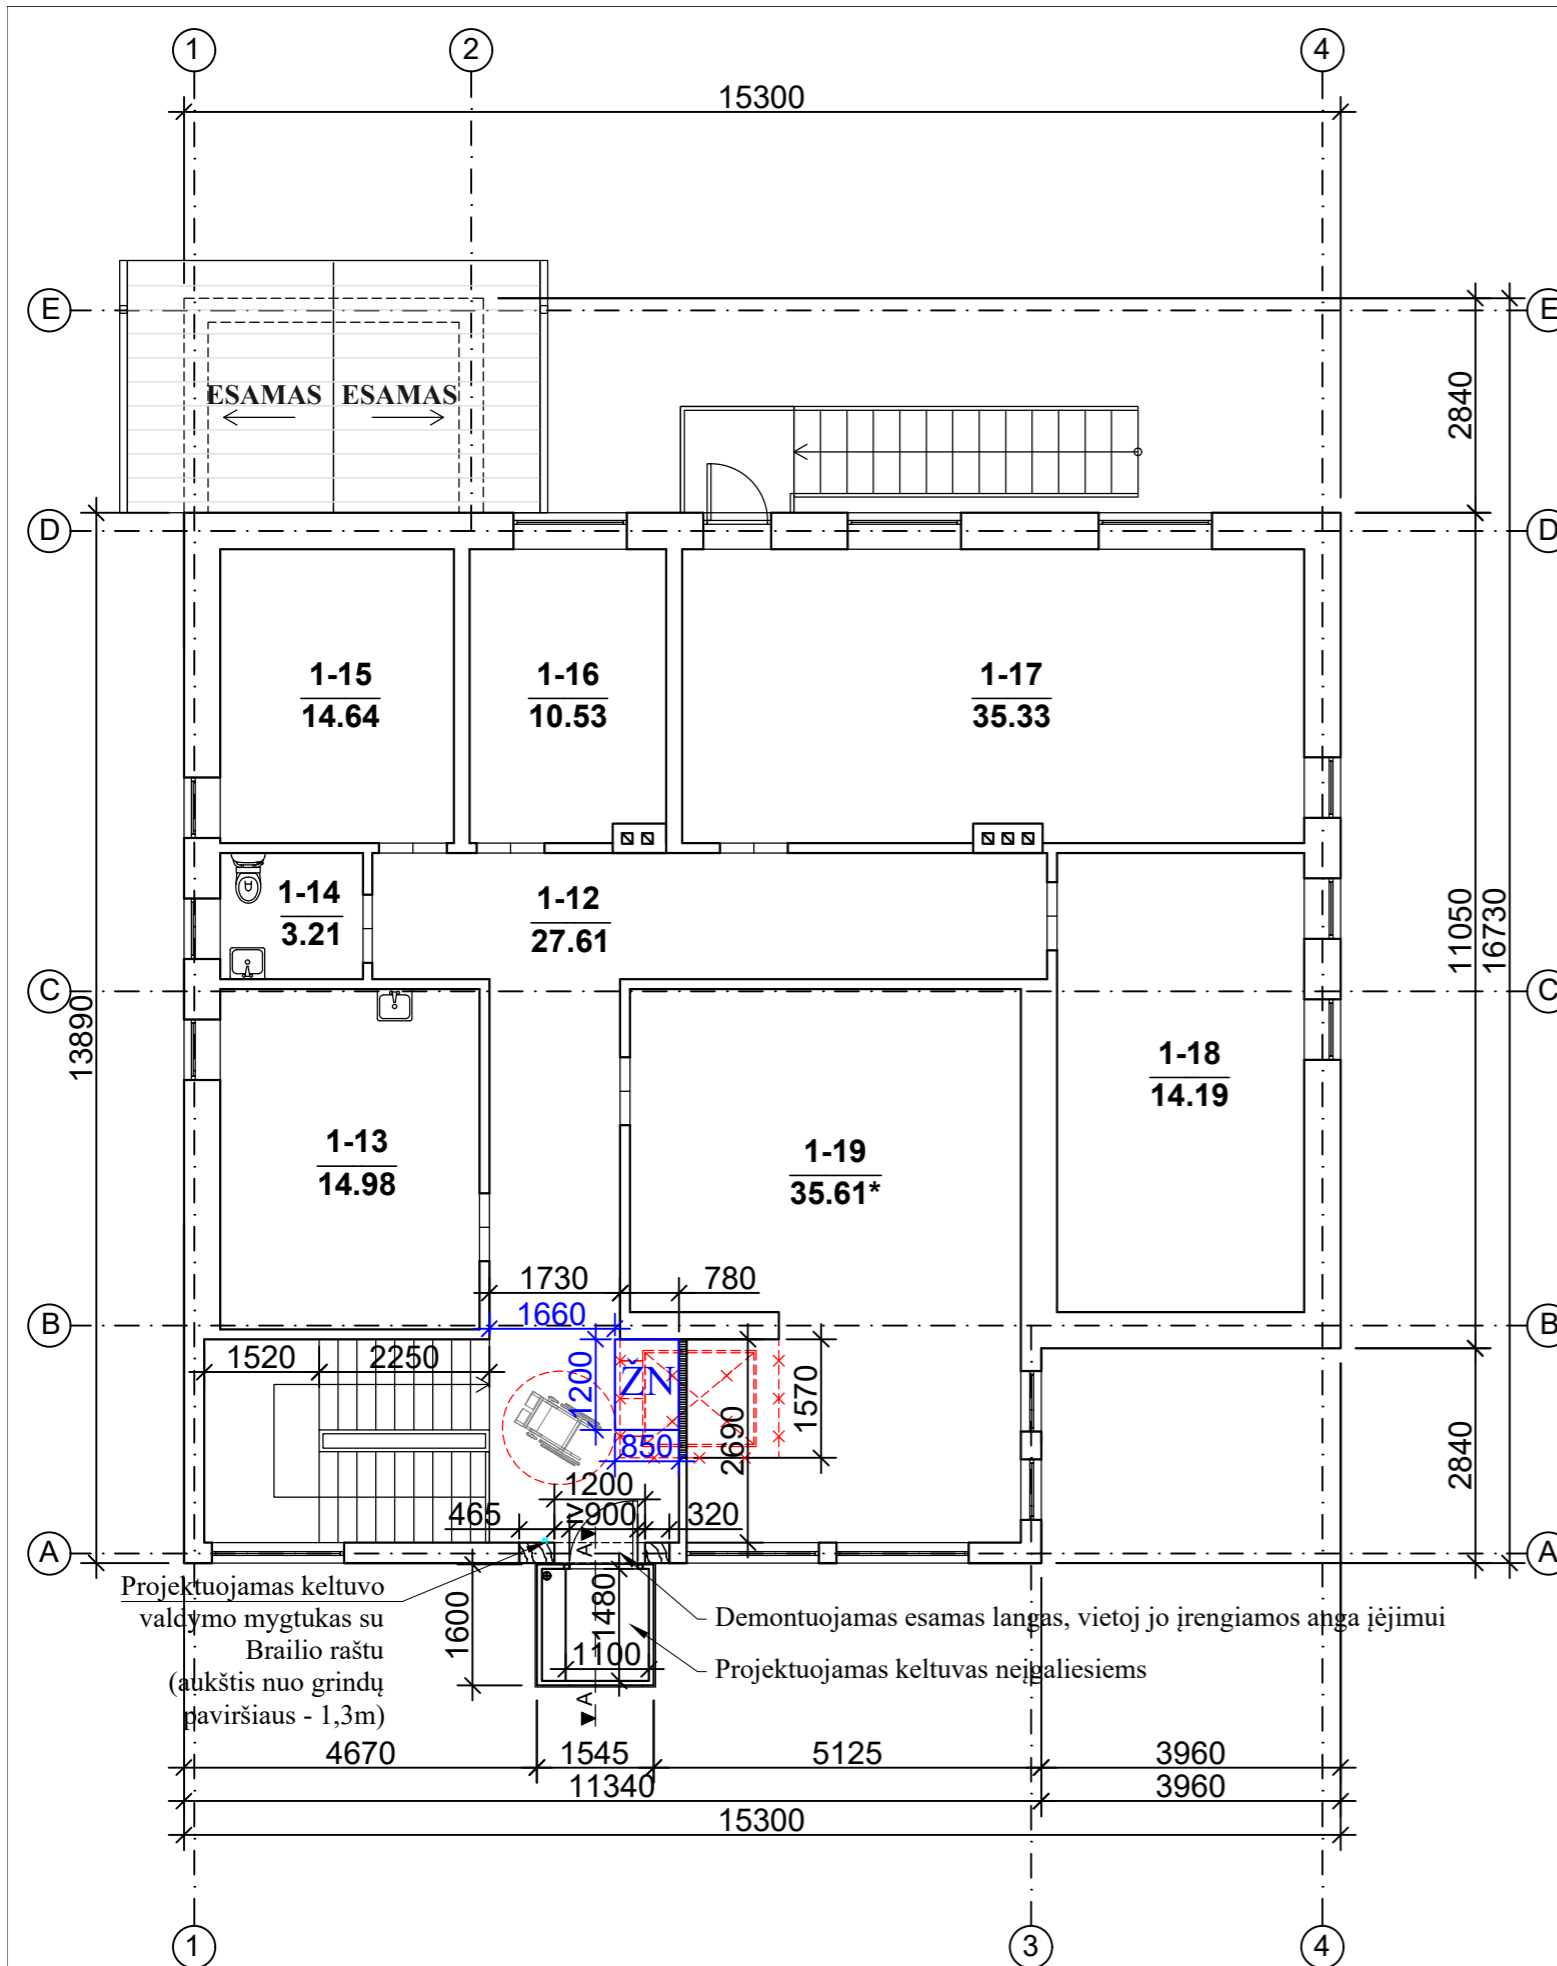 1
2
4
15300
E
E
ESAMAS ESAMAS
2840
D
D
1-15
14.64
1-16
10.53
1-17
35.33
1-14
3.21
1-12
27.61
11050
16730
C
C
13890
1-18
14.19
1-13
14.98
1-19
35.61*
1730
780
1660
B
B
1520
2250
1200
ŽN
1570
2690
850
1200
465
≥900
320
2840
A
A
A
Projektuojamas keltuvo
valdymo mygtukas su
Brailio raštu
(aukštis nuo grindų
paviršiaus - 1,3m)
1600
1480
1100
A
Demontuojamas esamas langas, vietoj jo įrengiamos anga įėjimui
Projektuojamas keltuvas neįgaliesiems
4670
1545
5125
3960
11340
3960
15300
1
3
4